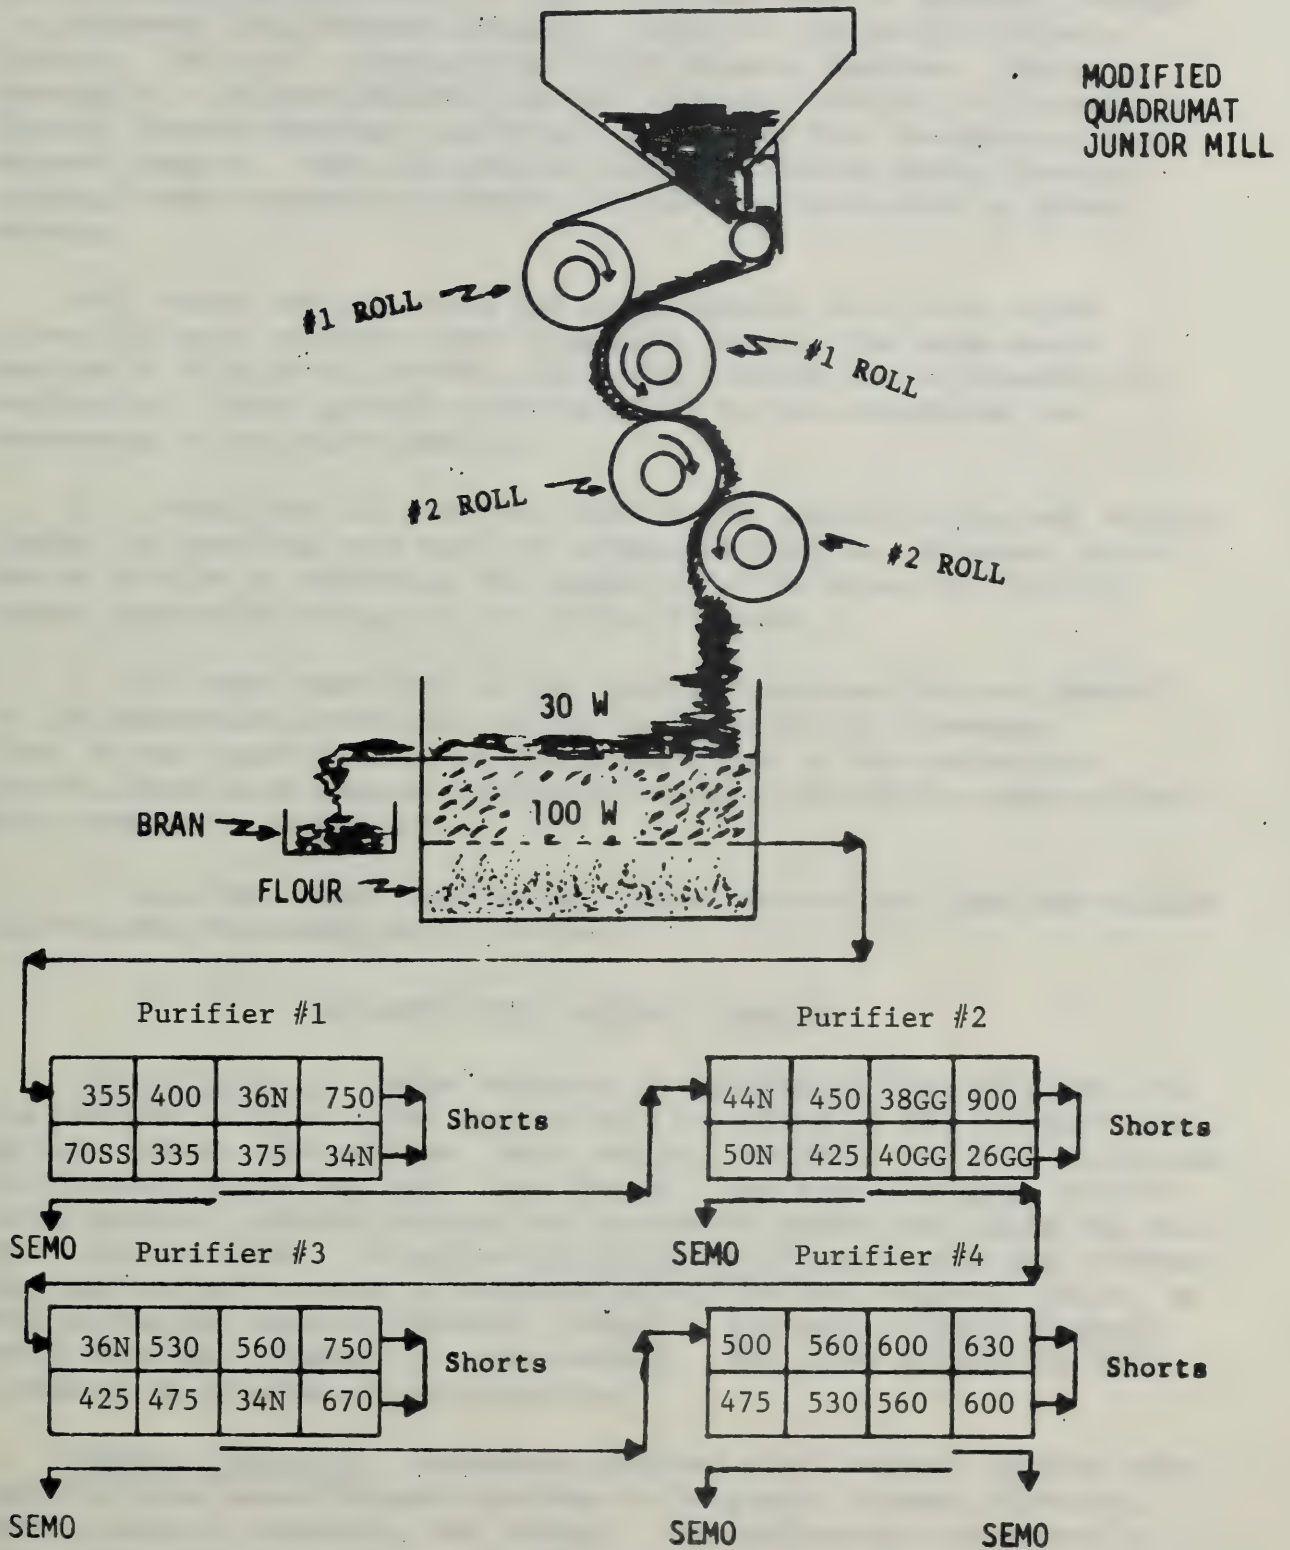 MODIFIED
QUADRUMAT
JUNIOR MILL
#1 ROLL
#1 ROLL
#2 ROLL
#2 ROLL
30 W
100 W
BRAN
FLOUR
Purifier #1
Purifier #2
355 400 36N 750
Shorts
70SS 335 375 34N
44N 450 38GG 900
Shorts
50N 425 40GG 26GG
SEMO
SEMO
Purifier #3
Purifier #4
36N 530 560 750
Shorts
425 475 34N 670
500 560 600 630
Shorts
475 530 560 600
SEMO
SEMO
SEMO